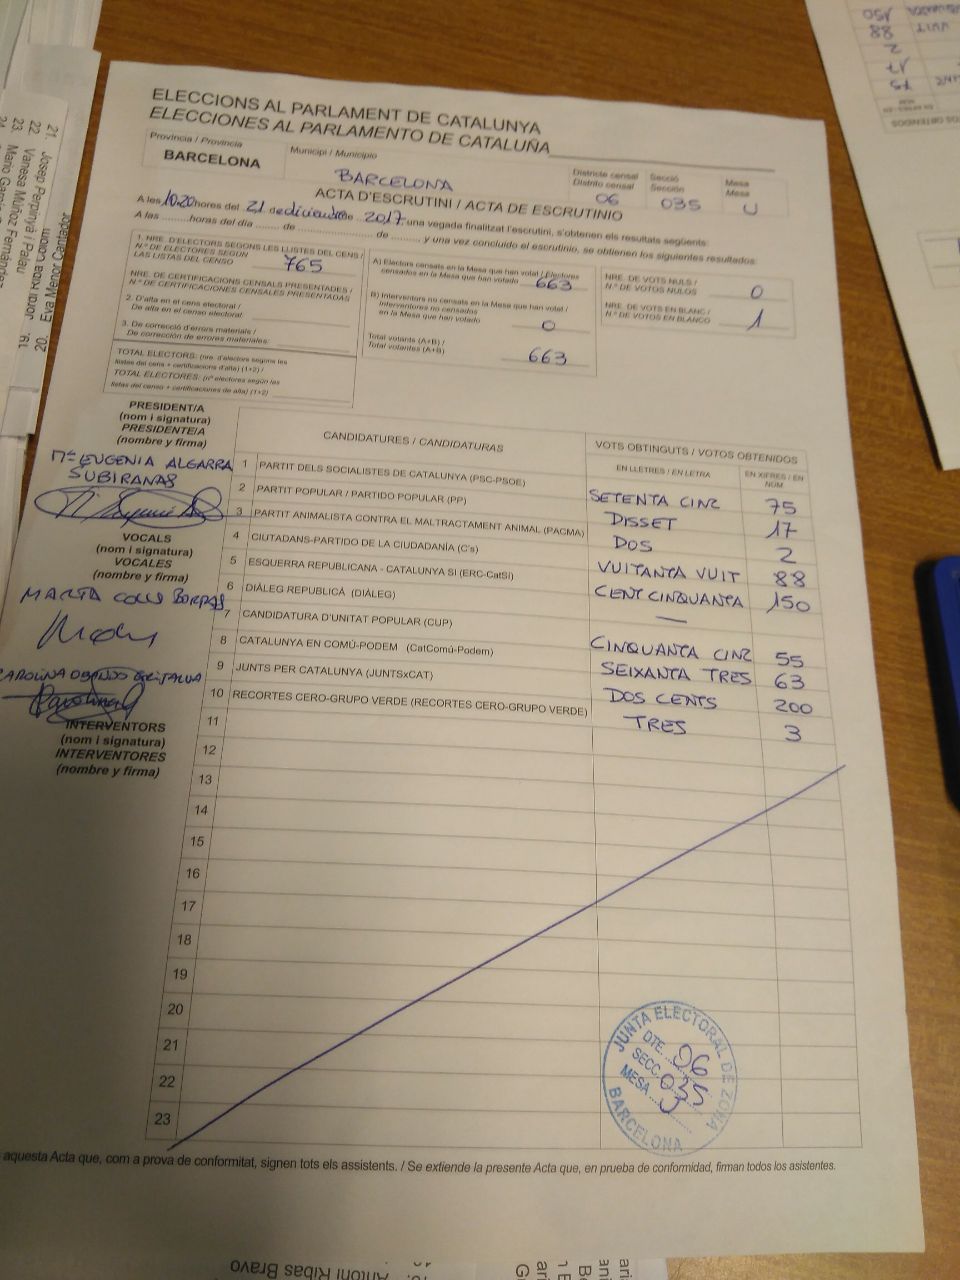 ELECCIONS AL PARLAMENT DE CATALUNYA
ELECCIONES AL PARLAMENTO DE CATALUÑA
Provincia / Provincia
BARCELONA
Municipi / Municipio
BARCELONA
Districte censal
Distrito censal
06
Secció
Sección
035
Mesa
Mesa
U
ACTA D'ESCRUTINI / ACTA DE ESCRUTINIO
A les 10:20 hores del 21 de diciembre de 2017 una vegada finalitzat l'escrutini, s'obtenen els resultats següents:
A las ........horas del día ....... de ................ de ......... y una vez concluido el escrutinio, se obtienen los siguientes resultados:
1. NRE. D'ELECTORS SEGONS LES LLISTES DEL CENS /
N.º DE ELECTORES SEGÚN
LAS LISTAS DEL CENSO
765
NRE. DE CERTIFICACIONS CENSALS PRESENTADES /
N.º DE CERTIFICACIONES CENSALES PRESENTADAS
2. D'alta en el cens electoral /
De alta en el censo electoral
3. De correcció d'errors materials /
De corrección de errores materiales:
TOTAL ELECTORS: (nre. d'electors segons les
llistes del cens + certificacions d'alta) (1+2) /
TOTAL ELECTORES: (nº electores según las
listas del censo + certificaciones de alta) (1+2)
A) Electors censats en la Mesa que han votat / Electores
censados en la Mesa que han votado
663
B) Interventors no censats en la Mesa que han votat /
Interventores no censados
en la Mesa que han votado
0
Total votants (A+B) /
Total votantes (A+B)
663
NRE. DE VOTS NULS /
N.º DE VOTOS NULOS
0
NRE. DE VOTS EN BLANC /
N.º DE VOTOS EN BLANCO
1
PRESIDENT/A
(nom i signatura)
PRESIDENTE/A
(nombre y firma)
Mª EUGENIA ALGARRA
SUBIRANAS
VOCALS
(nom i signatura)
VOCALES
(nombre y firma)
MARTA COLLS BORRAS
INTERVENTORS
(nom i signatura)
INTERVENTORES
(nombre y firma)
CANDIDATURES / CANDIDATURAS
VOTS OBTINGUTS / VOTOS OBTENIDOS
EN LLETRES / EN LETRA
EN XIFRES / EN NÚM
1 PARTIT DELS SOCIALISTES DE CATALUNYA (PSC-PSOE)
SETENTA CINC 75
2 PARTIT POPULAR / PARTIDO POPULAR (PP)
DISSET 17
3 PARTIT ANIMALISTA CONTRA EL MALTRACTAMENT ANIMAL (PACMA)
DOS 2
4 CIUTADANS-PARTIDO DE LA CIUDADANÍA (C's)
VUITANTA VUIT 88
5 ESQUERRA REPUBLICANA - CATALUNYA SÍ (ERC-CatSí)
CENT CINQUANTA 150
6 DIÀLEG REPUBLICÀ (DIÀLEG)
—
7 CANDIDATURA D'UNITAT POPULAR (CUP)
CINQUANTA CINC 55
8 CATALUNYA EN COMÚ-PODEM (CatComú-Podem)
SEIXANTA TRES 63
9 JUNTS PER CATALUNYA (JUNTSxCAT)
DOS CENTS 200
10 RECORTES CERO-GRUPO VERDE (RECORTES CERO-GRUPO VERDE)
TRES 3
11
12
13
14
15
16
17
18
19
20
21
22
23
JUNTA ELECTORAL DE ZONA
DTE. 06
SECC. 035
MESA U
BARCELONA
aquesta Acta que, com a prova de conformitat, signen tots els assistents. / Se extiende la presente Acta que, en prueba de conformidad, firman todos los asistentes.
21. Josep Perpinyà i Palau
22. Vanesa Muñoz Fernández
20. Eva Menor Cantador
VUIT 88
2
17
75
Antoni Ribas Bravo